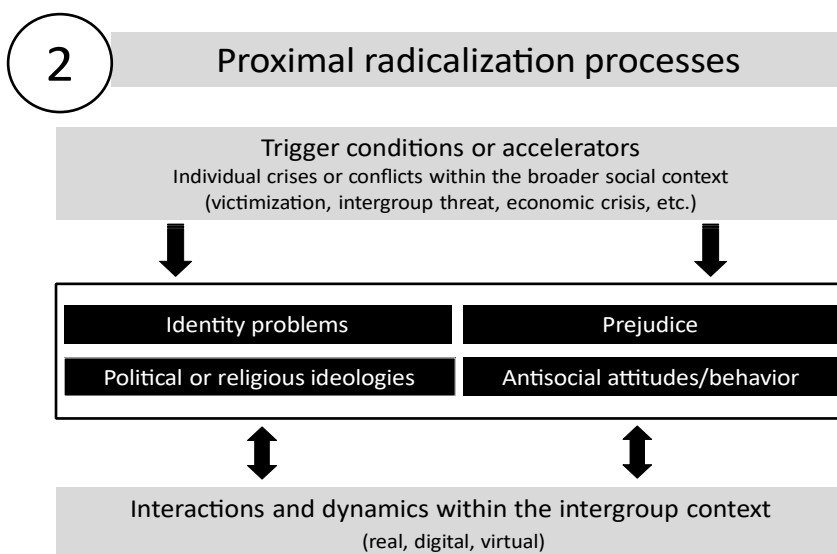 2
Proximal radicalization processes
Trigger conditions or accelerators
Individual crises or conflicts within the broader social context
(victimization, intergroup threat, economic crisis, etc.)
Identity problems
Prejudice
Political or religious ideologies
Antisocial attitudes/behavior
Interactions and dynamics within the intergroup context
(real, digital, virtual)